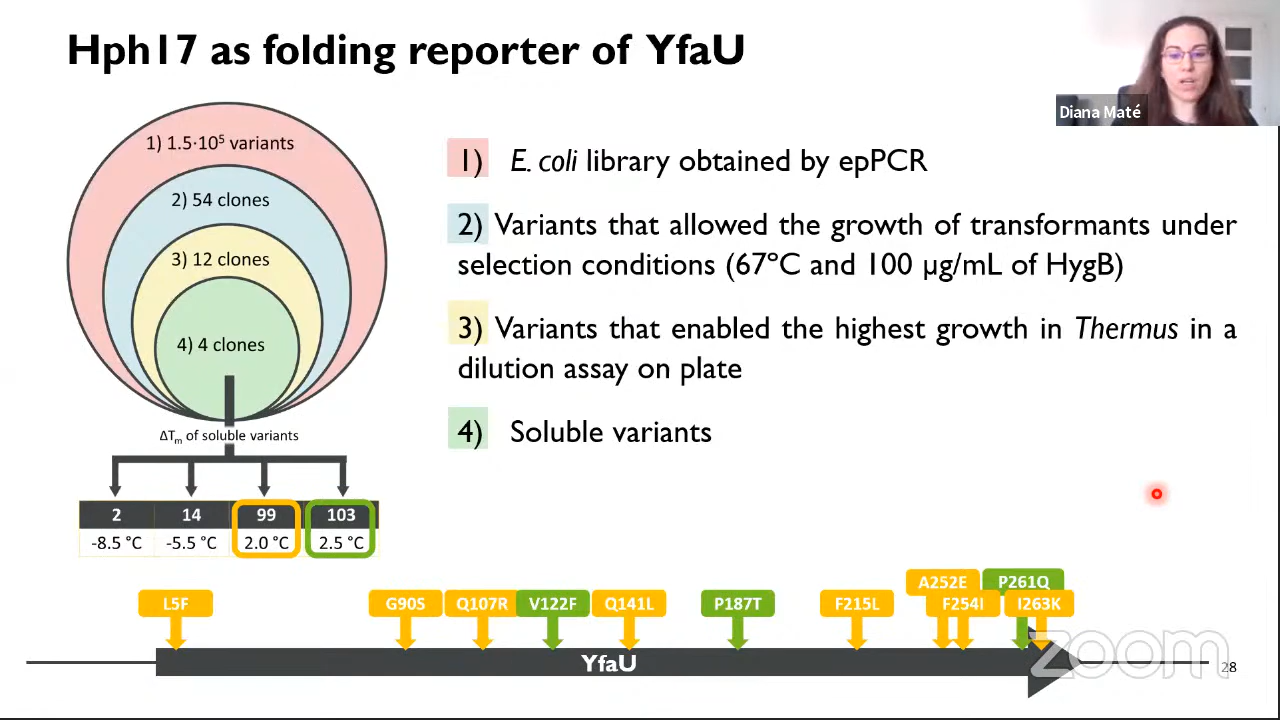 Hph17 as folding reporter of YfaU
Diana Maté
1) 1.5·10⁵ variants
2) 54 clones
3) 12 clones
4) 4 clones
1) E. coli library obtained by epPCR
2) Variants that allowed the growth of transformants under
selection conditions (67ºC and 100 µg/mL of HygB)
3) Variants that enabled the highest growth in Thermus in a
dilution assay on plate
4) Soluble variants
ΔTm of soluble variants
2 14 99 103
-8.5 °C -5.5 °C 2.0 °C 2.5 °C
A252E P261Q
L5F G90S Q107R V122F Q141L P187T F215L F254I I263K
YfaU
zoom
28